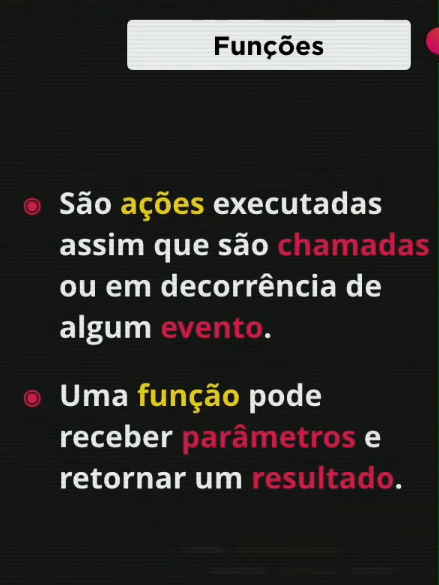 Funções
São ações executadas
assim que são chamadas
ou em decorrência de
algum evento.
Uma função pode
receber parâmetros e
retornar um resultado.